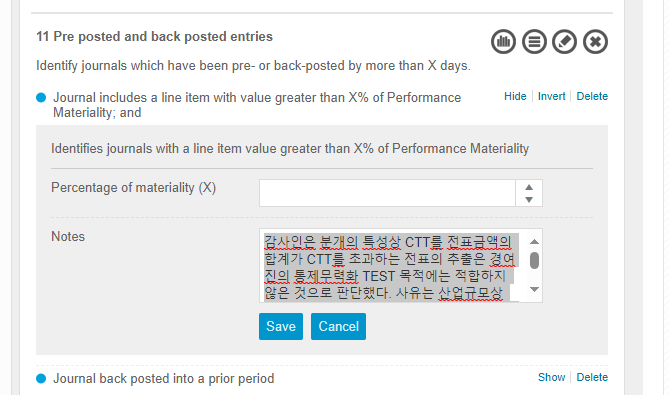 11 Pre posted and back posted entries
Identify journals which have been pre- or back-posted by more than X days.
Journal includes a line item with value greater than X% of Performance
Materiality; and
Hide Invert Delete
Identifies journals with a line item value greater than X% of Performance Materiality
Percentage of materiality (X)
Notes
감사인은 분개의 특성상 CTT를 전표금액의
합계가 CTT를 초과하는 전표의 추출은 경여
진의 통제무력화 TEST 목적에는 적합하지
않은 것으로 판단했다. 사유는 산업규모상
Save Cancel
Journal back posted into a prior period
Show Delete